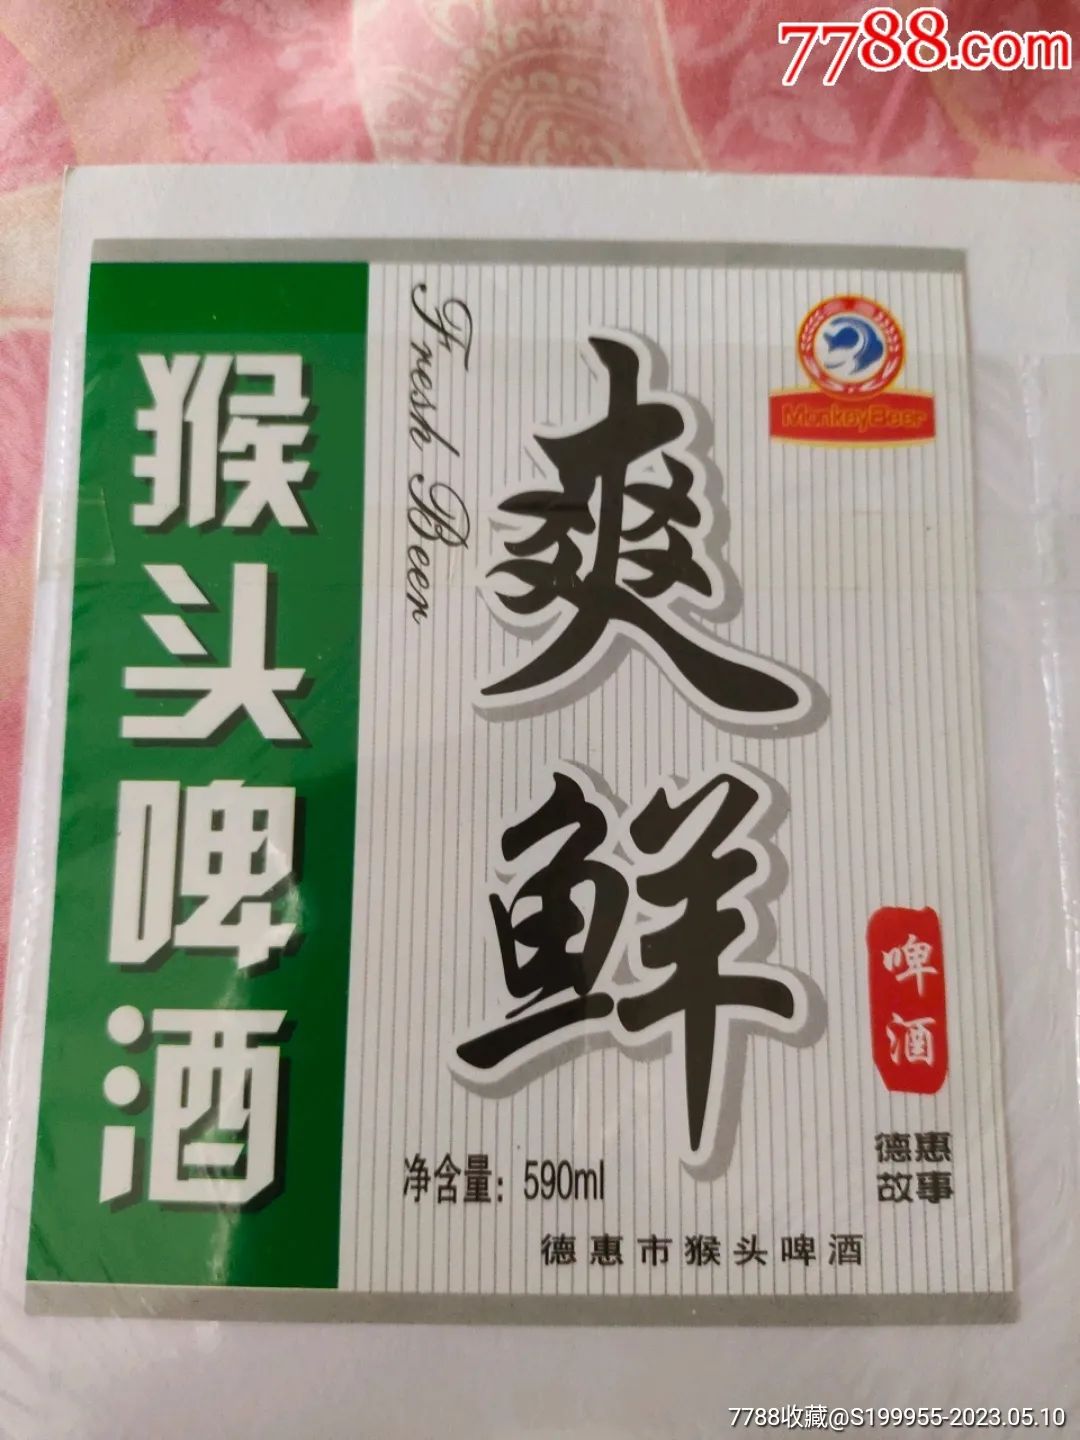 7788.com
猴头啤酒
Fresh Beer
爽鲜
MonkeyBeer
啤酒
德惠
故事
净含量：590ml
德惠市猴头啤酒
7788收藏@S199955-2023.05.10